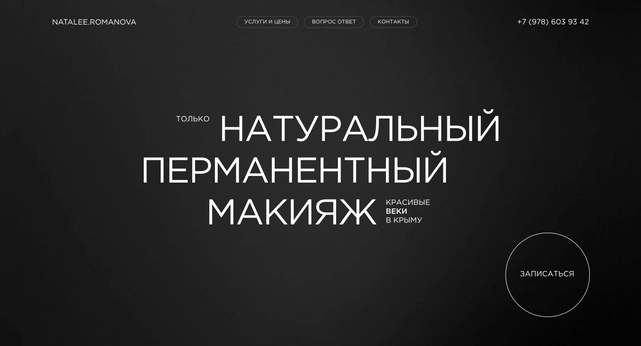 NATALEE.ROMANOVA
УСЛУГИ И ЦЕНЫ
ВОПРОС ОТВЕТ
КОНТАКТЫ
+7 (978) 603 93 42
ТОЛЬКО НАТУРАЛЬНЫЙ
ПЕРМАНЕНТНЫЙ
МАКИЯЖ
КРАСИВЫЕ
ВЕКИ
В КРЫМУ
ЗАПИСАТЬСЯ